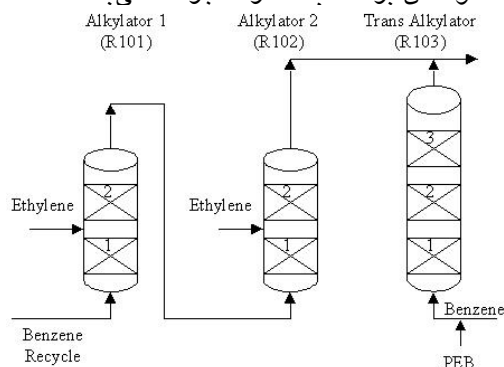 Alkylator 1
(R101)
Alkylator 2
(R102)
Trans Alkylator
(R103)
3
2
2
2
Ethylene
Ethylene
1
1
1
Benzene
Recycle
Benzene
PEB